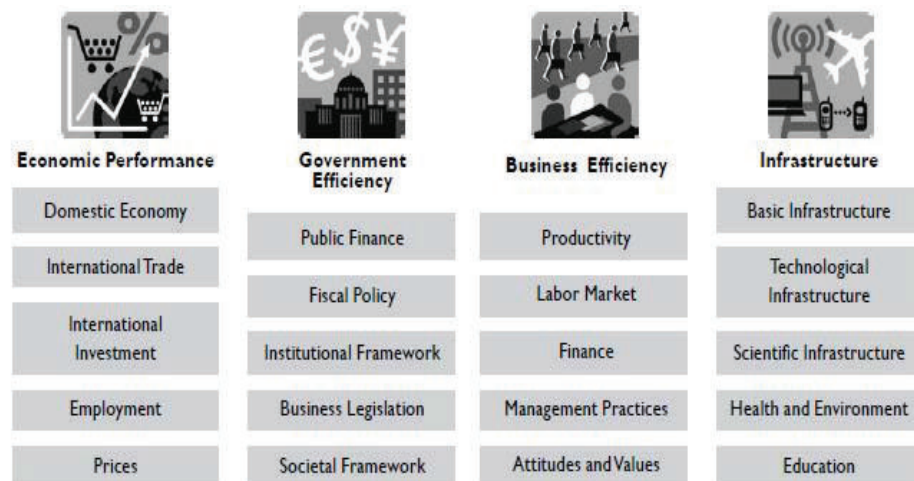 Economic Performance
Domestic Economy
International Trade
International
Investment
Employment
Prices
Government
Efficiency
Public Finance
Fiscal Policy
Institutional Framework
Business Legislation
Societal Framework
Business Efficiency
Productivity
Labor Market
Finance
Management Practices
Attitudes and Values
Infrastructure
Basic Infrastructure
Technological
Infrastructure
Scientific Infrastructure
Health and Environment
Education